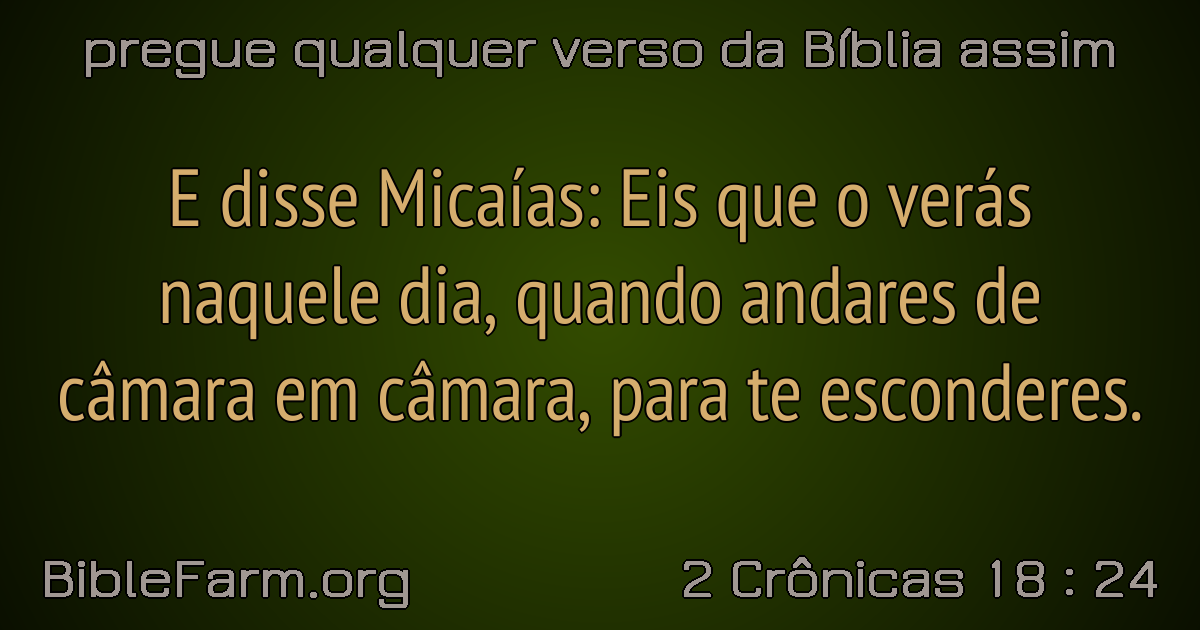 pregue qualquer verso da Bíblia assim
E disse Micaías: Eis que o verás
naquele dia, quando andares de
câmara em câmara, para te esconderes.
BibleFarm.org
2 Crônicas 18 : 24